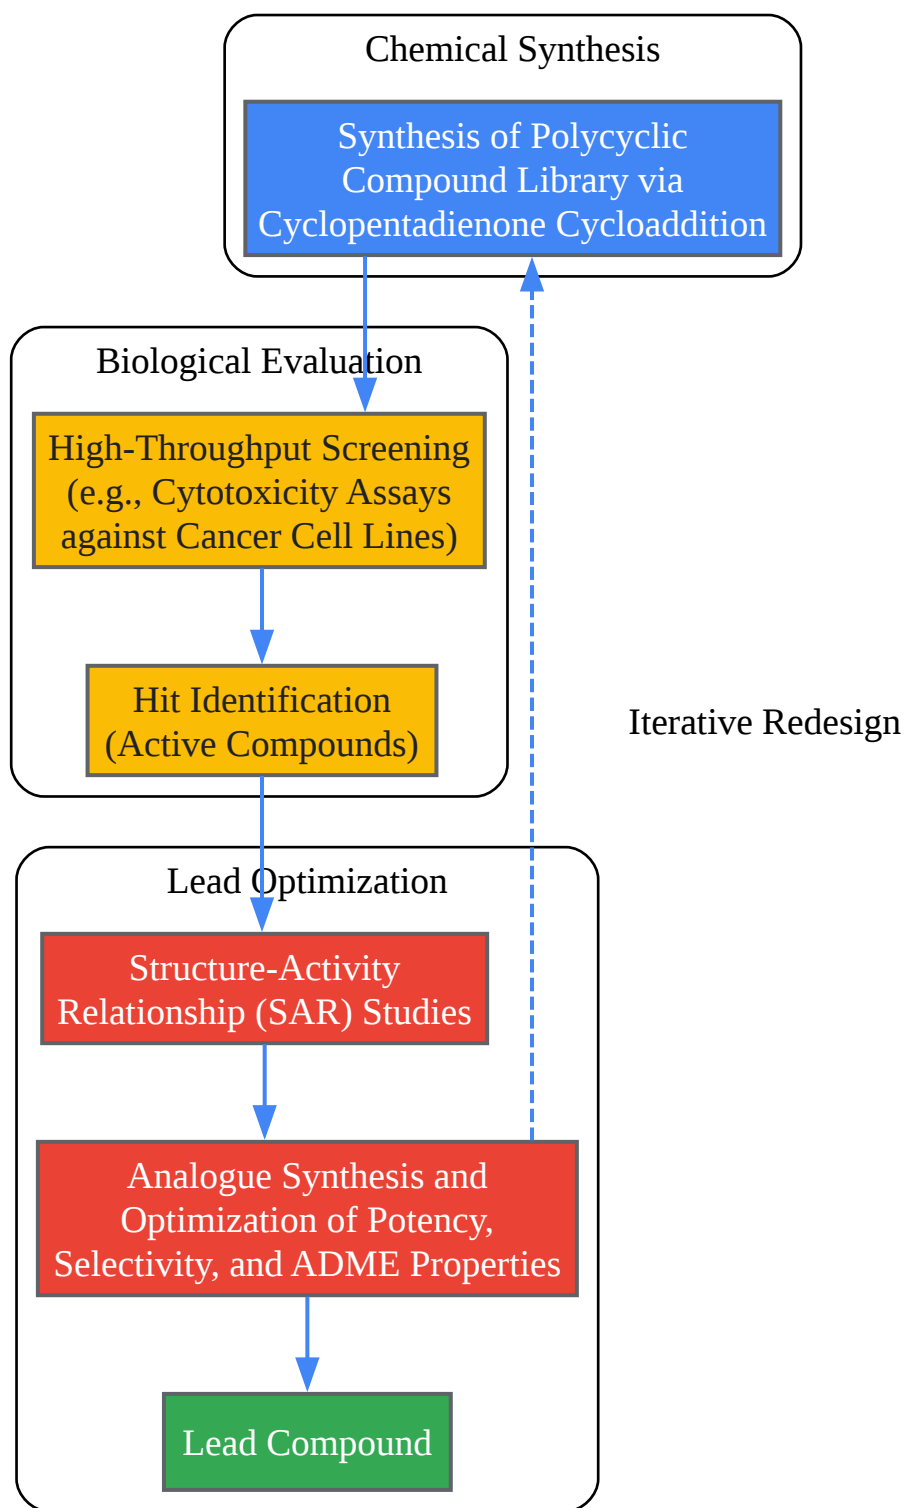 Chemical Synthesis
Synthesis of Polycyclic
Compound Library via
Cyclopentadienone Cycloaddition
Biological Evaluation
High-Throughput Screening
(e.g., Cytotoxicity Assays
against Cancer Cell Lines)
Hit Identification
(Active Compounds)
Iterative Redesign
Lead Optimization
Structure-Activity
Relationship (SAR) Studies
Analogue Synthesis and
Optimization of Potency,
Selectivity, and ADME Properties
Lead Compound